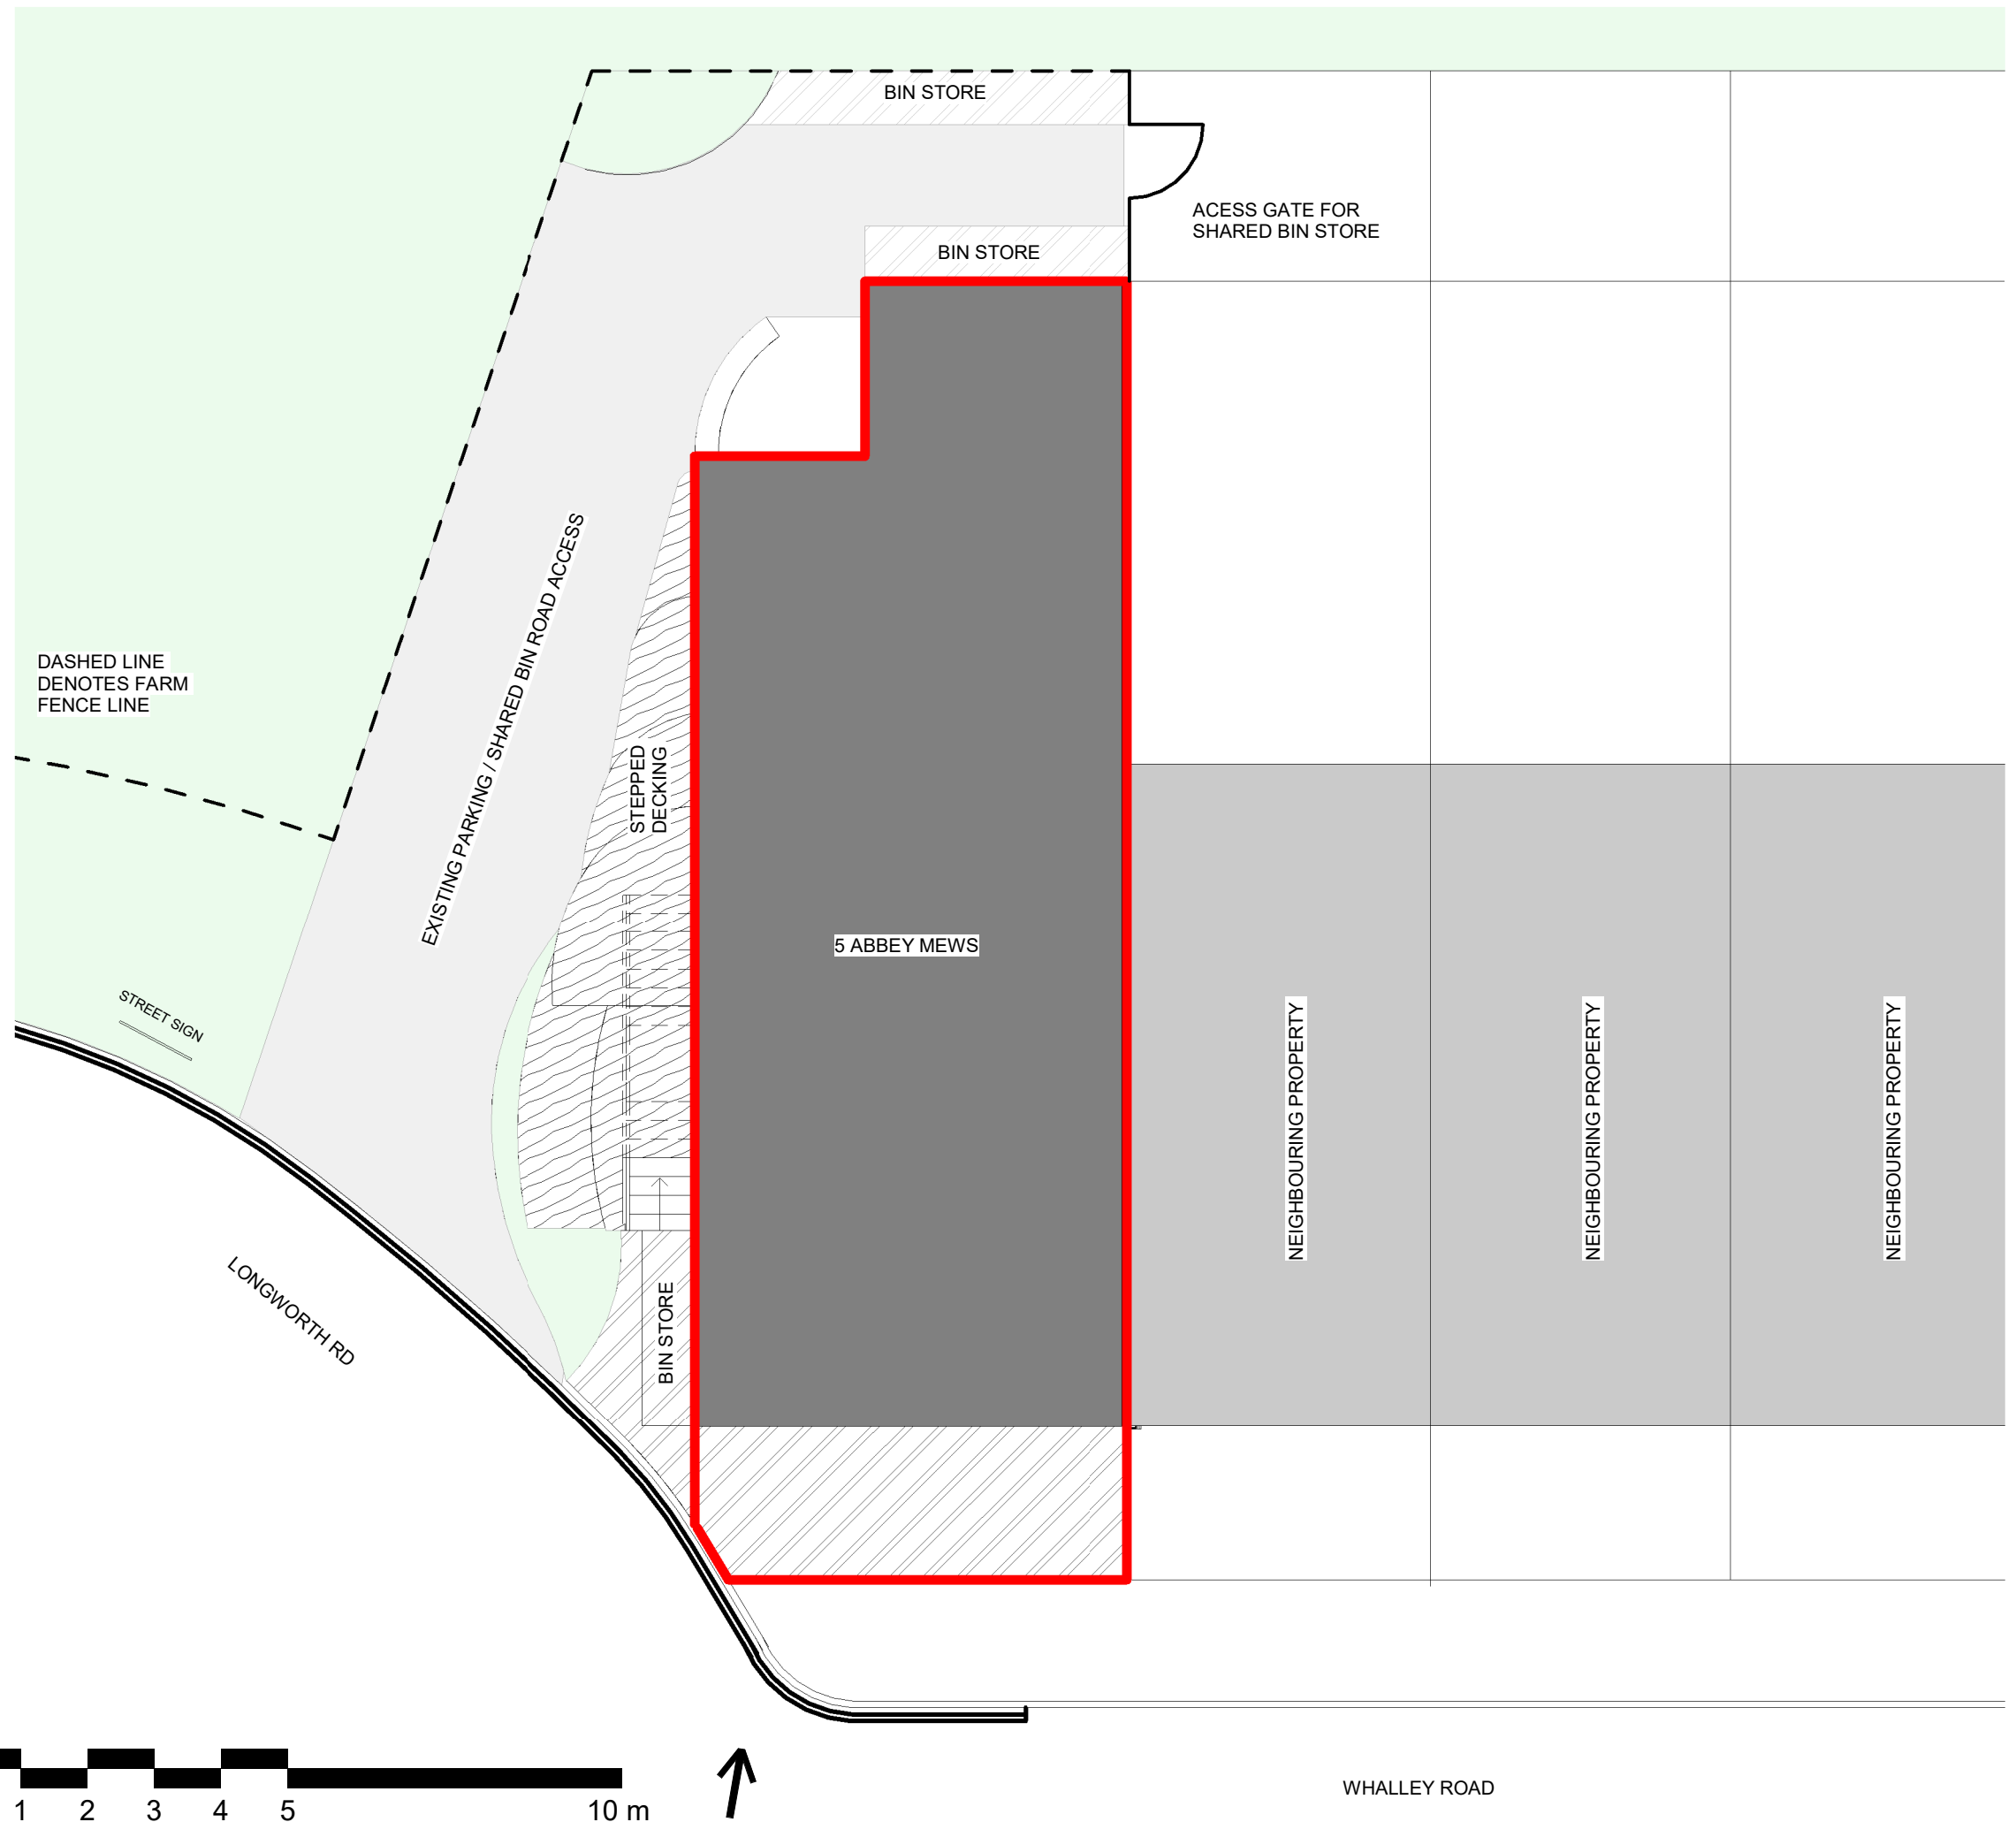 BIN STORE
ACESS GATE FOR
SHARED BIN STORE
BIN STORE
DASHED LINE
DENOTES FARM
FENCE LINE
EXISTING PARKING / SHARED BIN ROAD ACCESS
STEPPED
DECKING
5 ABBEY MEWS
STREET SIGN
NEIGHBOURING PROPERTY
NEIGHBOURING PROPERTY
NEIGHBOURING PROPERTY
LONGWORTH RD
BIN STORE
WHALLEY ROAD
1 2 3 4 5 10 m